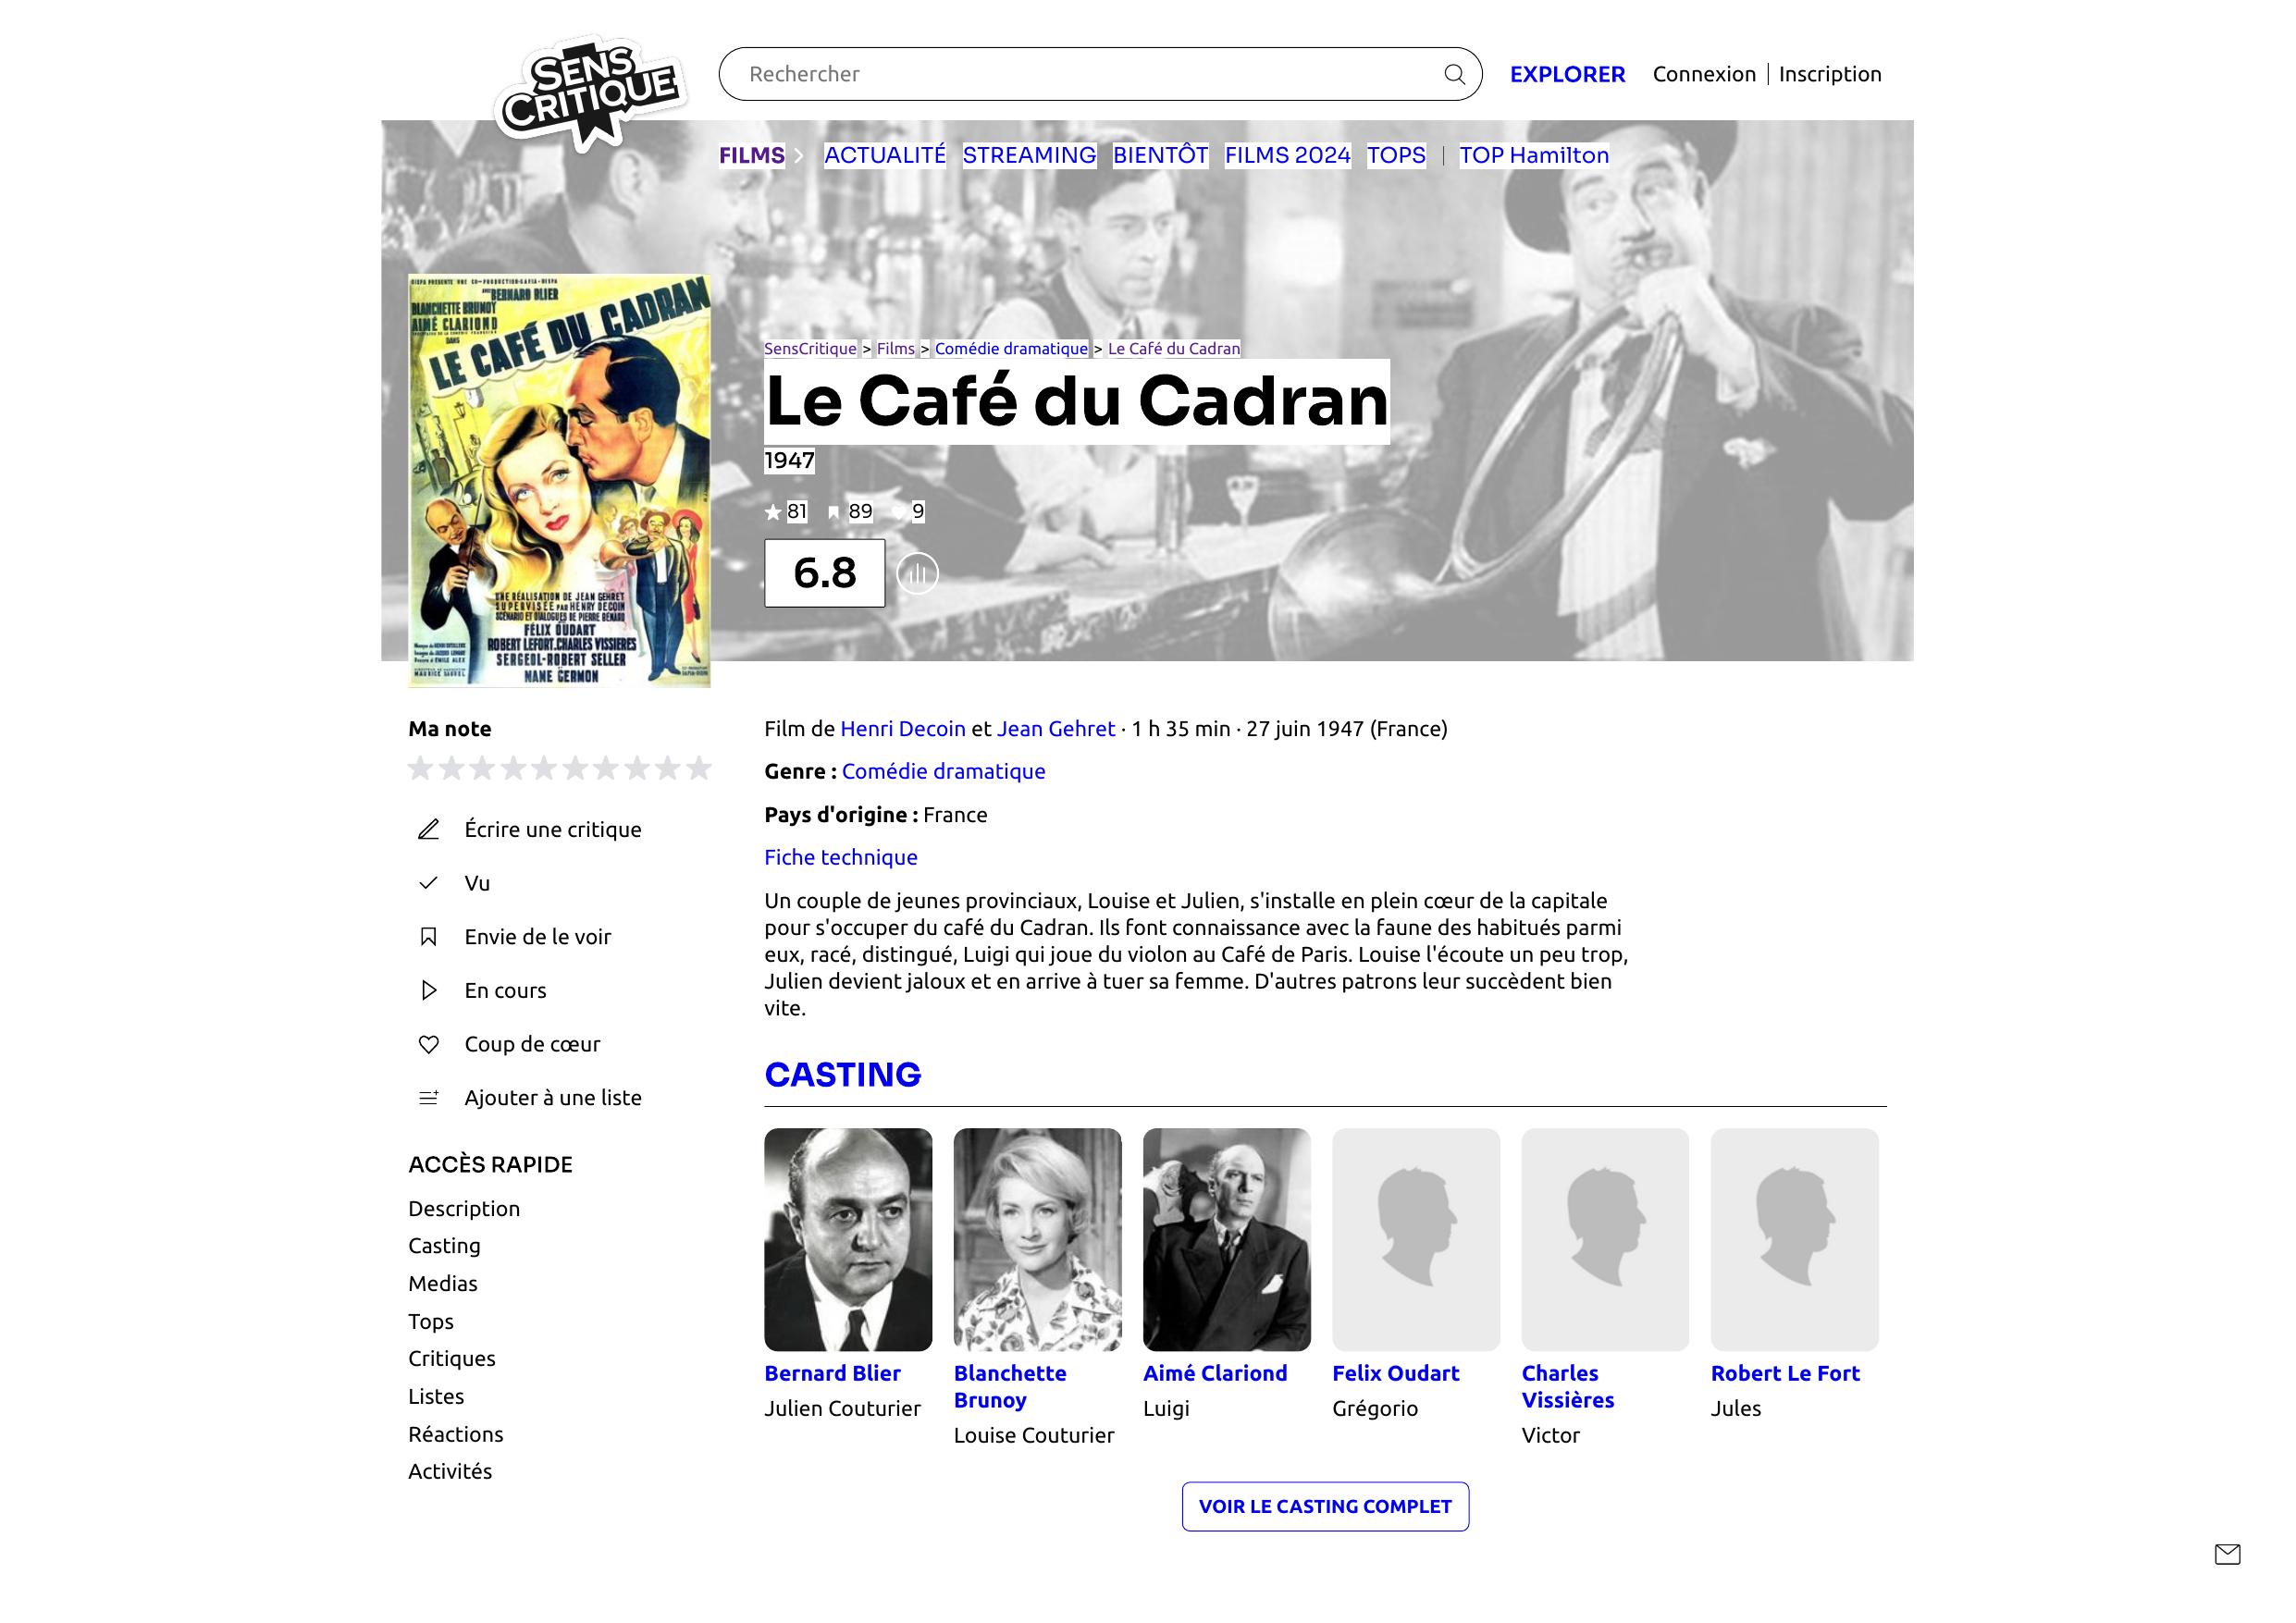 SENS
CRITIQUE
Rechercher
EXPLORER
Connexion | Inscription
FILMS
ACTUALITÉ STREAMING BIENTÔT FILMS 2024 TOPS | TOP Hamilton
BERNARD BLIER
BLANCHETTE BRUNOY
AIMÉ CLARIOND
DANS
LE CAFÉ DU CADRAN
UNE RÉALISATION DE JEAN GEHRET
SUPERVISÉE PAR HENRY DECOIN
SCÉNARIO ET DIALOGUES DE PIERRE BÉNARD
FÉLIX OUDART
ROBERT LEFORT. CHARLES VISSIERES
SERGEOL-ROBERT SELLER
NANE GERMON
SensCritique > Films > Comédie dramatique > Le Café du Cadran
Le Café du Cadran
1947
81 89 9
6.8
Ma note
Écrire une critique
Vu
Envie de le voir
En cours
Coup de cœur
Ajouter à une liste
ACCÈS RAPIDE
Description
Casting
Medias
Tops
Critiques
Listes
Réactions
Activités
Film de Henri Decoin et Jean Gehret · 1 h 35 min · 27 juin 1947 (France)
Genre : Comédie dramatique
Pays d'origine : France
Fiche technique
Un couple de jeunes provinciaux, Louise et Julien, s'installe en plein cœur de la capitale
pour s'occuper du café du Cadran. Ils font connaissance avec la faune des habitués parmi
eux, racé, distingué, Luigi qui joue du violon au Café de Paris. Louise l'écoute un peu trop,
Julien devient jaloux et en arrive à tuer sa femme. D'autres patrons leur succèdent bien
vite.
CASTING
Bernard Blier
Julien Couturier
Blanchette
Brunoy
Louise Couturier
Aimé Clariond
Luigi
Felix Oudart
Grégorio
Charles
Vissières
Victor
Robert Le Fort
Jules
VOIR LE CASTING COMPLET